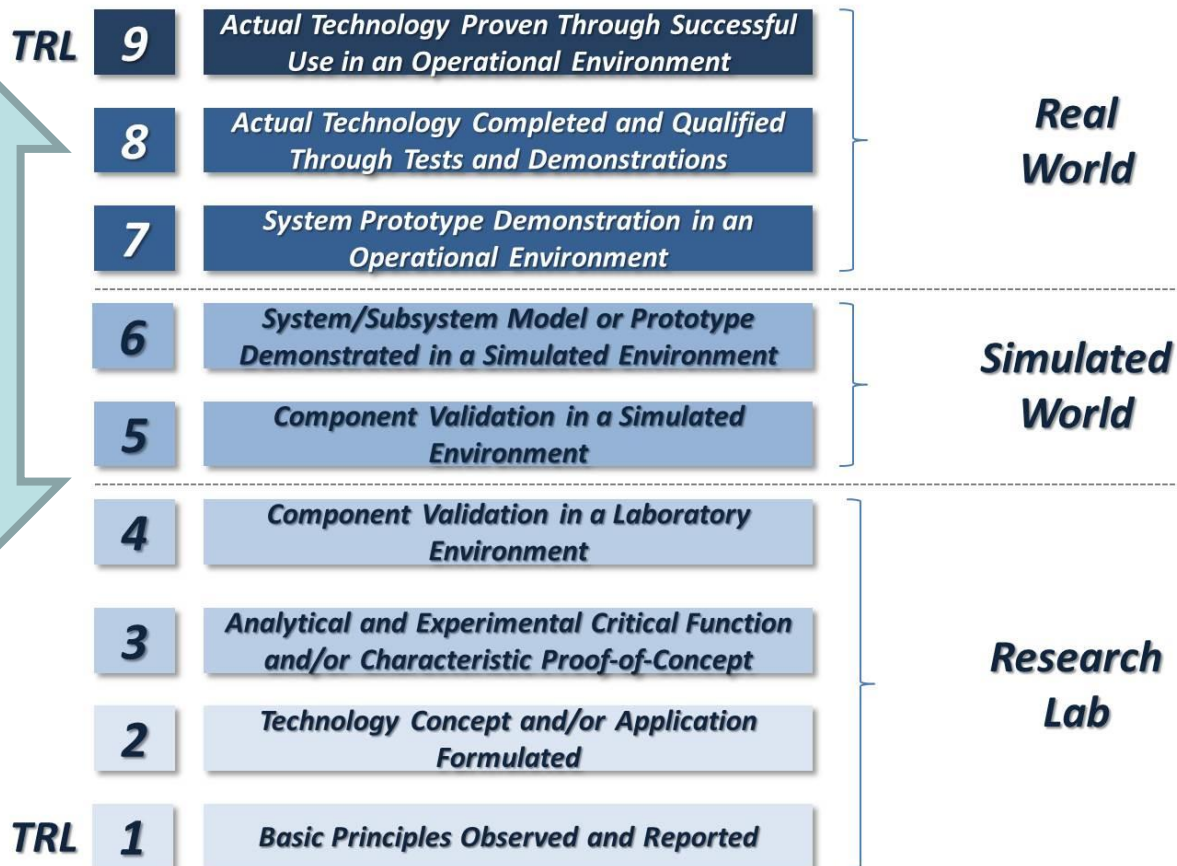 TRL 9 Actual Technology Proven Through Successful
Use in an Operational Environment
8 Actual Technology Completed and Qualified
Through Tests and Demonstrations
7 System Prototype Demonstration in an
Operational Environment
Real
World
6 System/Subsystem Model or Prototype
Demonstrated in a Simulated Environment
5 Component Validation in a Simulated
Environment
Simulated
World
4 Component Validation in a Laboratory
Environment
3 Analytical and Experimental Critical Function
and/or Characteristic Proof-of-Concept
2 Technology Concept and/or Application
Formulated
TRL 1 Basic Principles Observed and Reported
Research
Lab